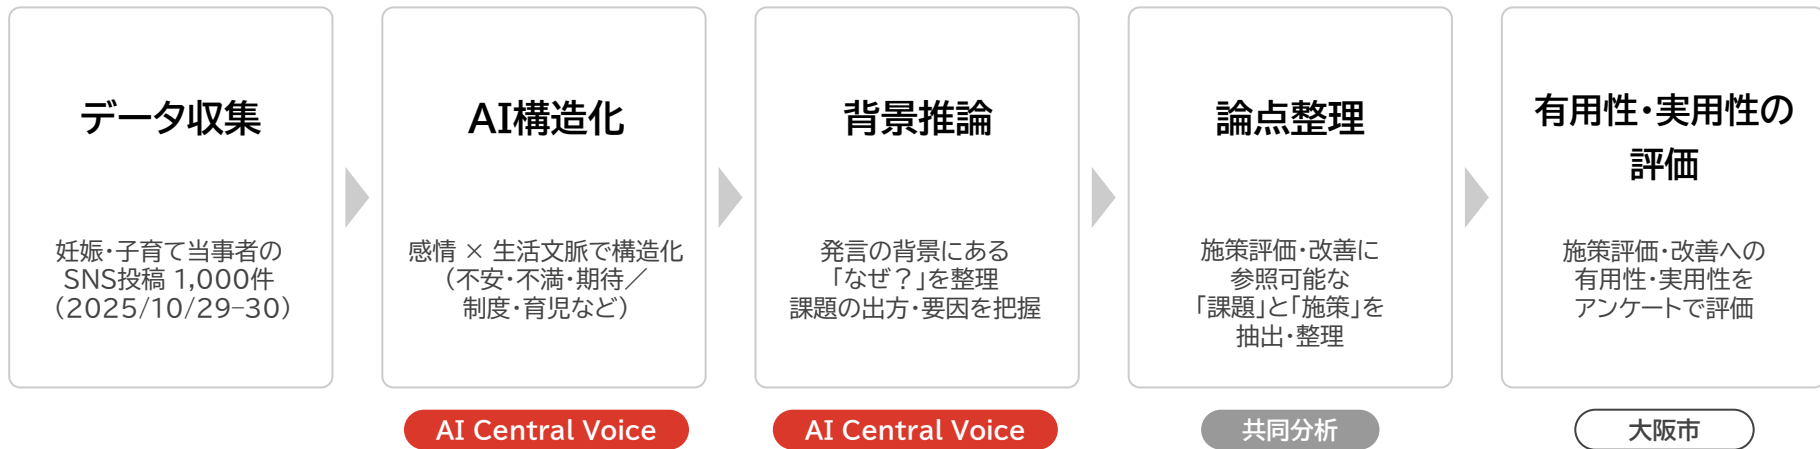 データ収集
妊娠・子育て当事者の
SNS投稿 1,000件
（2025/10/29–30）
AI構造化
感情 × 生活文脈で構造化
（不安・不満・期待／
制度・育児など）
AI Central Voice
背景推論
発言の背景にある
「なぜ？」を整理
課題の出方・要因を把握
AI Central Voice
論点整理
施策評価・改善に
参照可能な
「課題」と「施策」を
抽出・整理
共同分析
有用性・実用性の
評価
施策評価・改善への
有用性・実用性を
アンケートで評価
大阪市